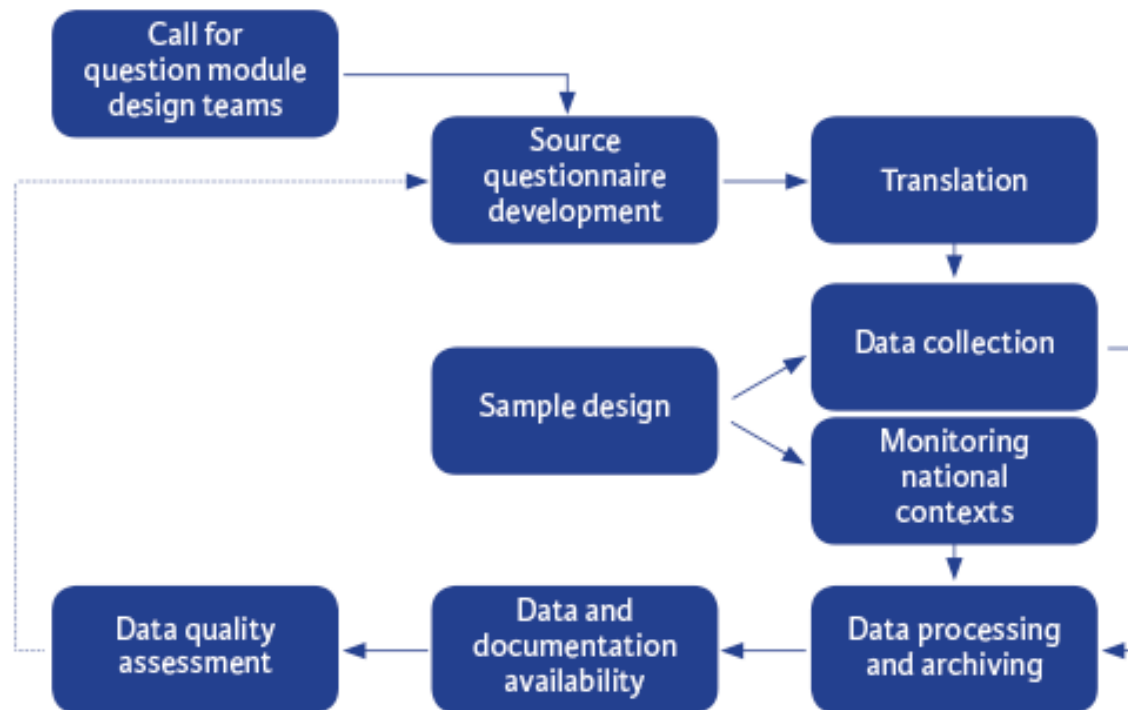 Call for
question module
design teams
Source
questionnaire
development
Translation
Data collection
Sample design
Monitoring
national
contexts
Data quality
assessment
Data and
documentation
availability
Data processing
and archiving